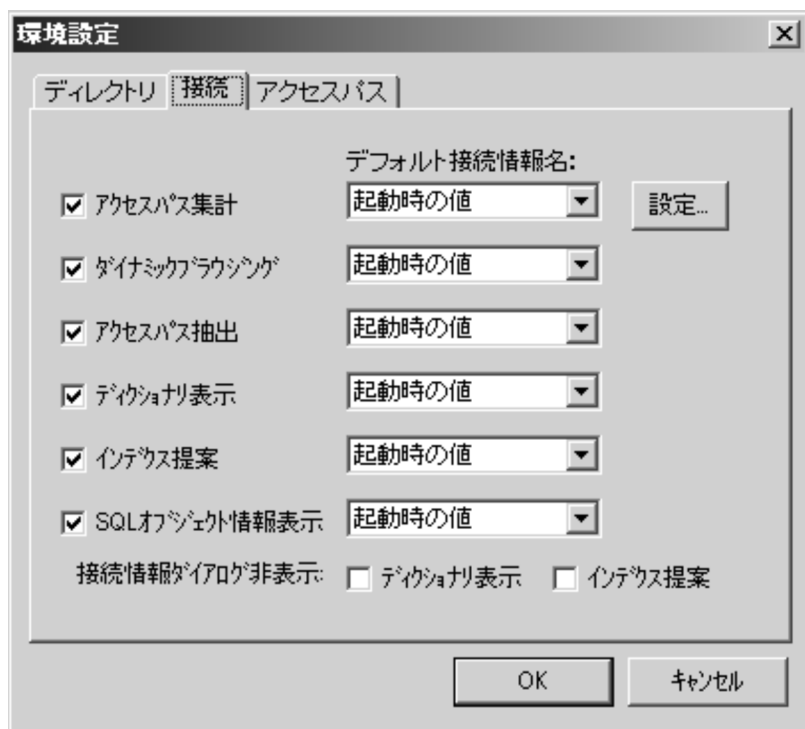 環境設定
ディレクトリ 接続 アクセスパス
デフォルト接続情報名:
アクセスパス集計 起動時の値 設定...
ダイナミックブラウジング 起動時の値
アクセスパス抽出 起動時の値
ディクショナリ表示 起動時の値
インデクス提案 起動時の値
SQLオブジェクト情報表示 起動時の値
接続情報ダイアログ非表示: ディクショナリ表示 インデクス提案
OK キャンセル